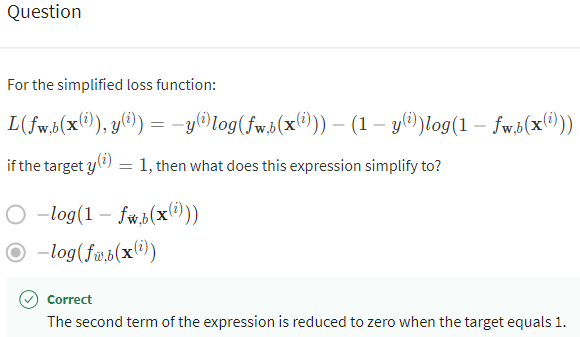 Question
For the simplified loss function:
$L(f_{\mathbf{w},b}(\mathbf{x}^{(i)}), y^{(i)}) = -y^{(i)}log(f_{\mathbf{w},b}(\mathbf{x}^{(i)})) - (1 - y^{(i)})log(1 - f_{\mathbf{w},b}(\mathbf{x}^{(i)}))$
if the target $y^{(i)} = 1$, then what does this expression simplify to?
$-log(1 - f_{\vec{\mathbf{w}},b}(\mathbf{x}^{(i)}))$
$-log(f_{\vec{w},b}(\mathbf{x}^{(i)})$
Correct
The second term of the expression is reduced to zero when the target equals 1.